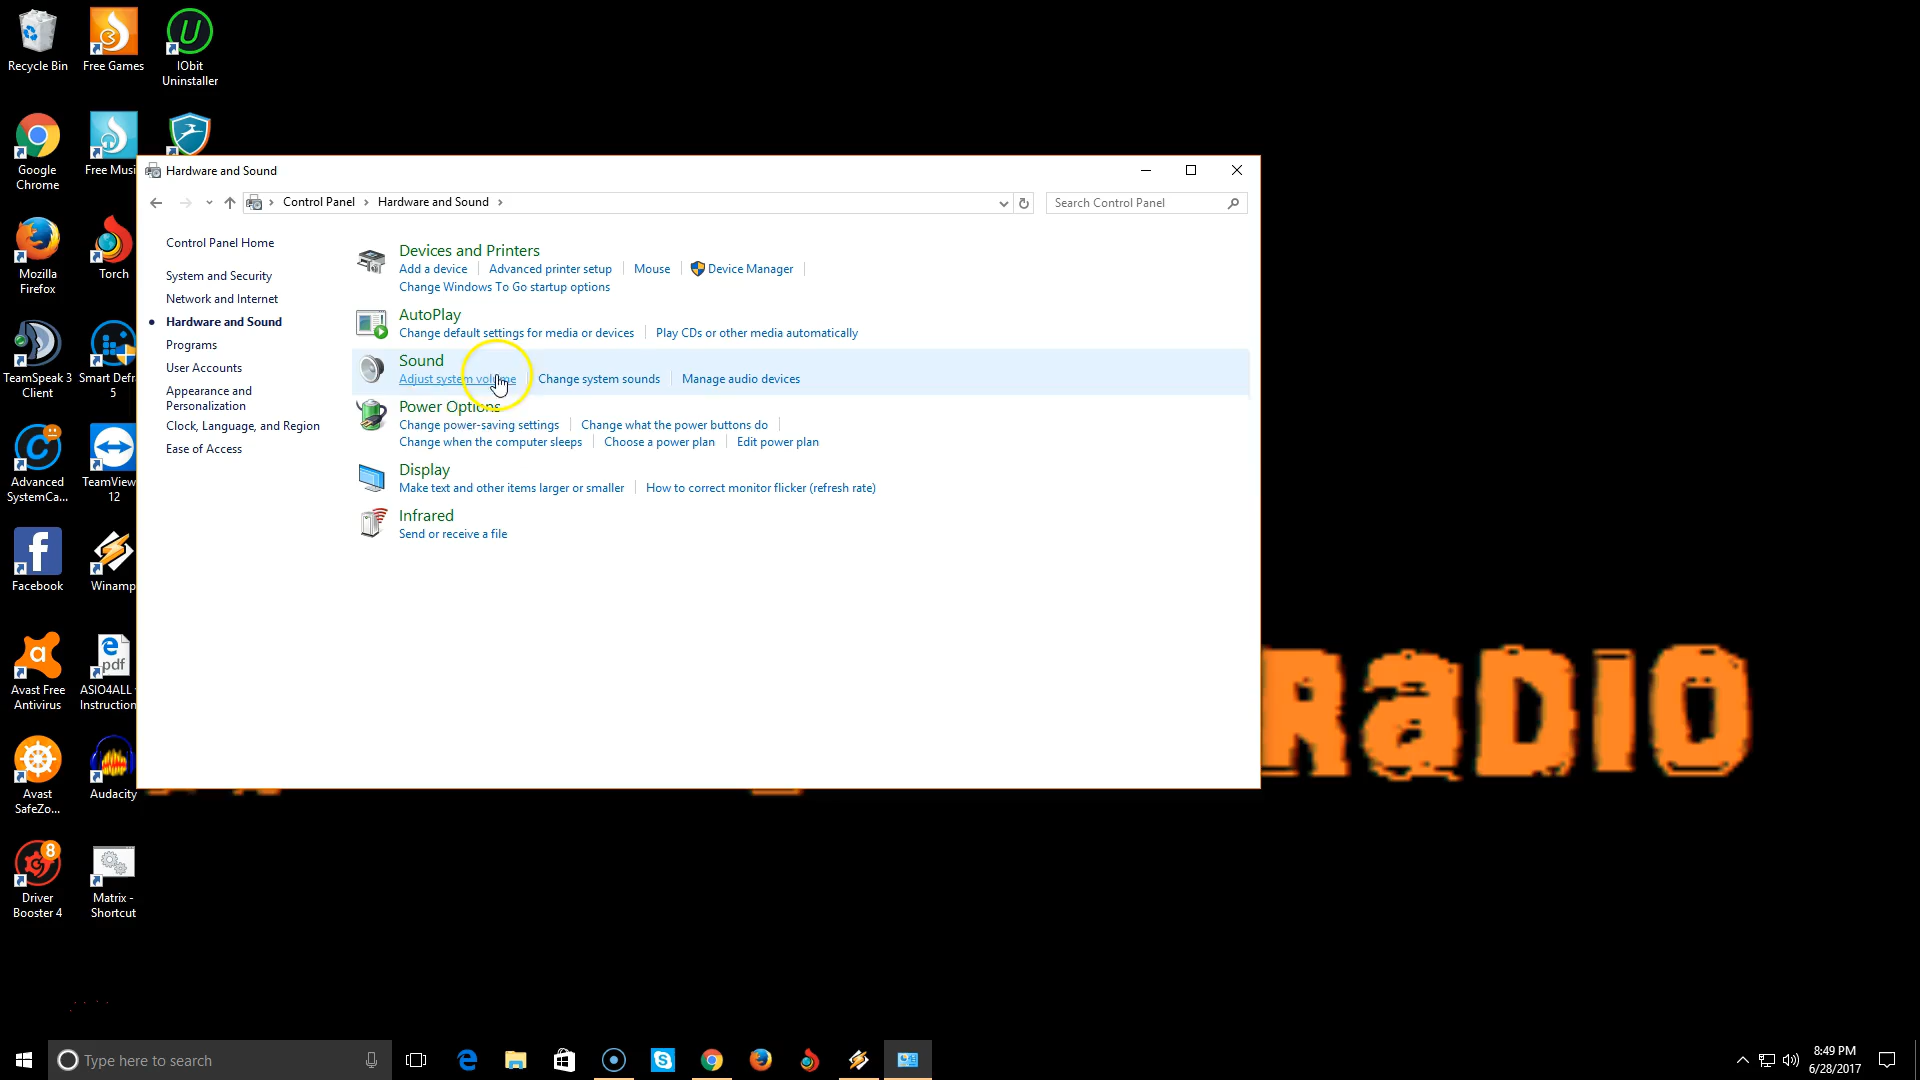 Recycle Bin
Free Games
IObit
Uninstaller
Google
Chrome
Free Musi
Mozilla
Firefox
Torch
TeamSpeak 3
Client
Smart Defr
5
Advanced
SystemCa...
TeamView
12
Facebook
Winamp
Avast Free
Antivirus
pdf
ASIO4ALL
Instruction
Avast
SafeZo...
Audacity
8
Driver
Booster 4
Matrix -
Shortcut
Hardware and Sound
Control Panel > Hardware and Sound >
Search Control Panel
Control Panel Home
System and Security
Network and Internet
Hardware and Sound
Programs
User Accounts
Appearance and
Personalization
Clock, Language, and Region
Ease of Access
Devices and Printers
Add a device | Advanced printer setup | Mouse | Device Manager |
Change Windows To Go startup options
AutoPlay
Change default settings for media or devices | Play CDs or other media automatically
Sound
Adjust system volume | Change system sounds | Manage audio devices
Power Options
Change power-saving settings | Change what the power buttons do |
Change when the computer sleeps | Choose a power plan | Edit power plan
Display
Make text and other items larger or smaller | How to correct monitor flicker (refresh rate)
Infrared
Send or receive a file
RaDIO
Type here to search
8:49 PM
6/28/2017